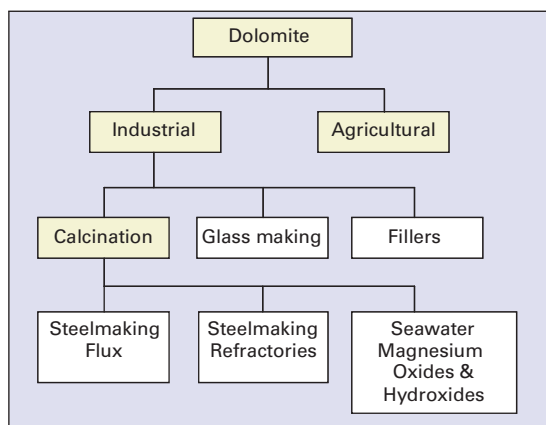 Dolomite
Industrial
Agricultural
Calcination
Glass making
Fillers
Steelmaking
Flux
Steelmaking
Refractories
Seawater
Magnesium
Oxides &
Hydroxides